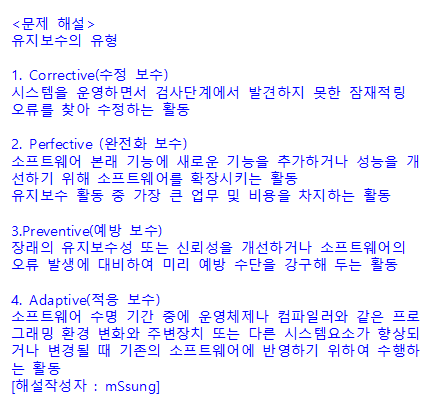 <문제 해설>
유지보수의 유형
1. Corrective(수정 보수)
시스템을 운영하면서 검사단계에서 발견하지 못한 잠재적링
오류를 찾아 수정하는 활동
2. Perfective (완전화 보수)
소프트웨어 본래 기능에 새로운 기능을 추가하거나 성능을 개
선하기 위해 소프트웨어를 확장시키는 활동
유지보수 활동 중 가장 큰 업무 및 비용을 차지하는 활동
3.Preventive(예방 보수)
장래의 유지보수성 또는 신뢰성을 개선하거나 소프트웨어의
오류 발생에 대비하여 미리 예방 수단을 강구해 두는 활동
4. Adaptive(적응 보수)
소프트웨어 수명 기간 중에 운영체제나 컴파일러와 같은 프로
그래밍 환경 변화와 주변장치 또는 다른 시스템요소가 향상되
거나 변경될 때 기존의 소프트웨어에 반영하기 위하여 수행하
는 활동
[해설작성자 : mSsung]